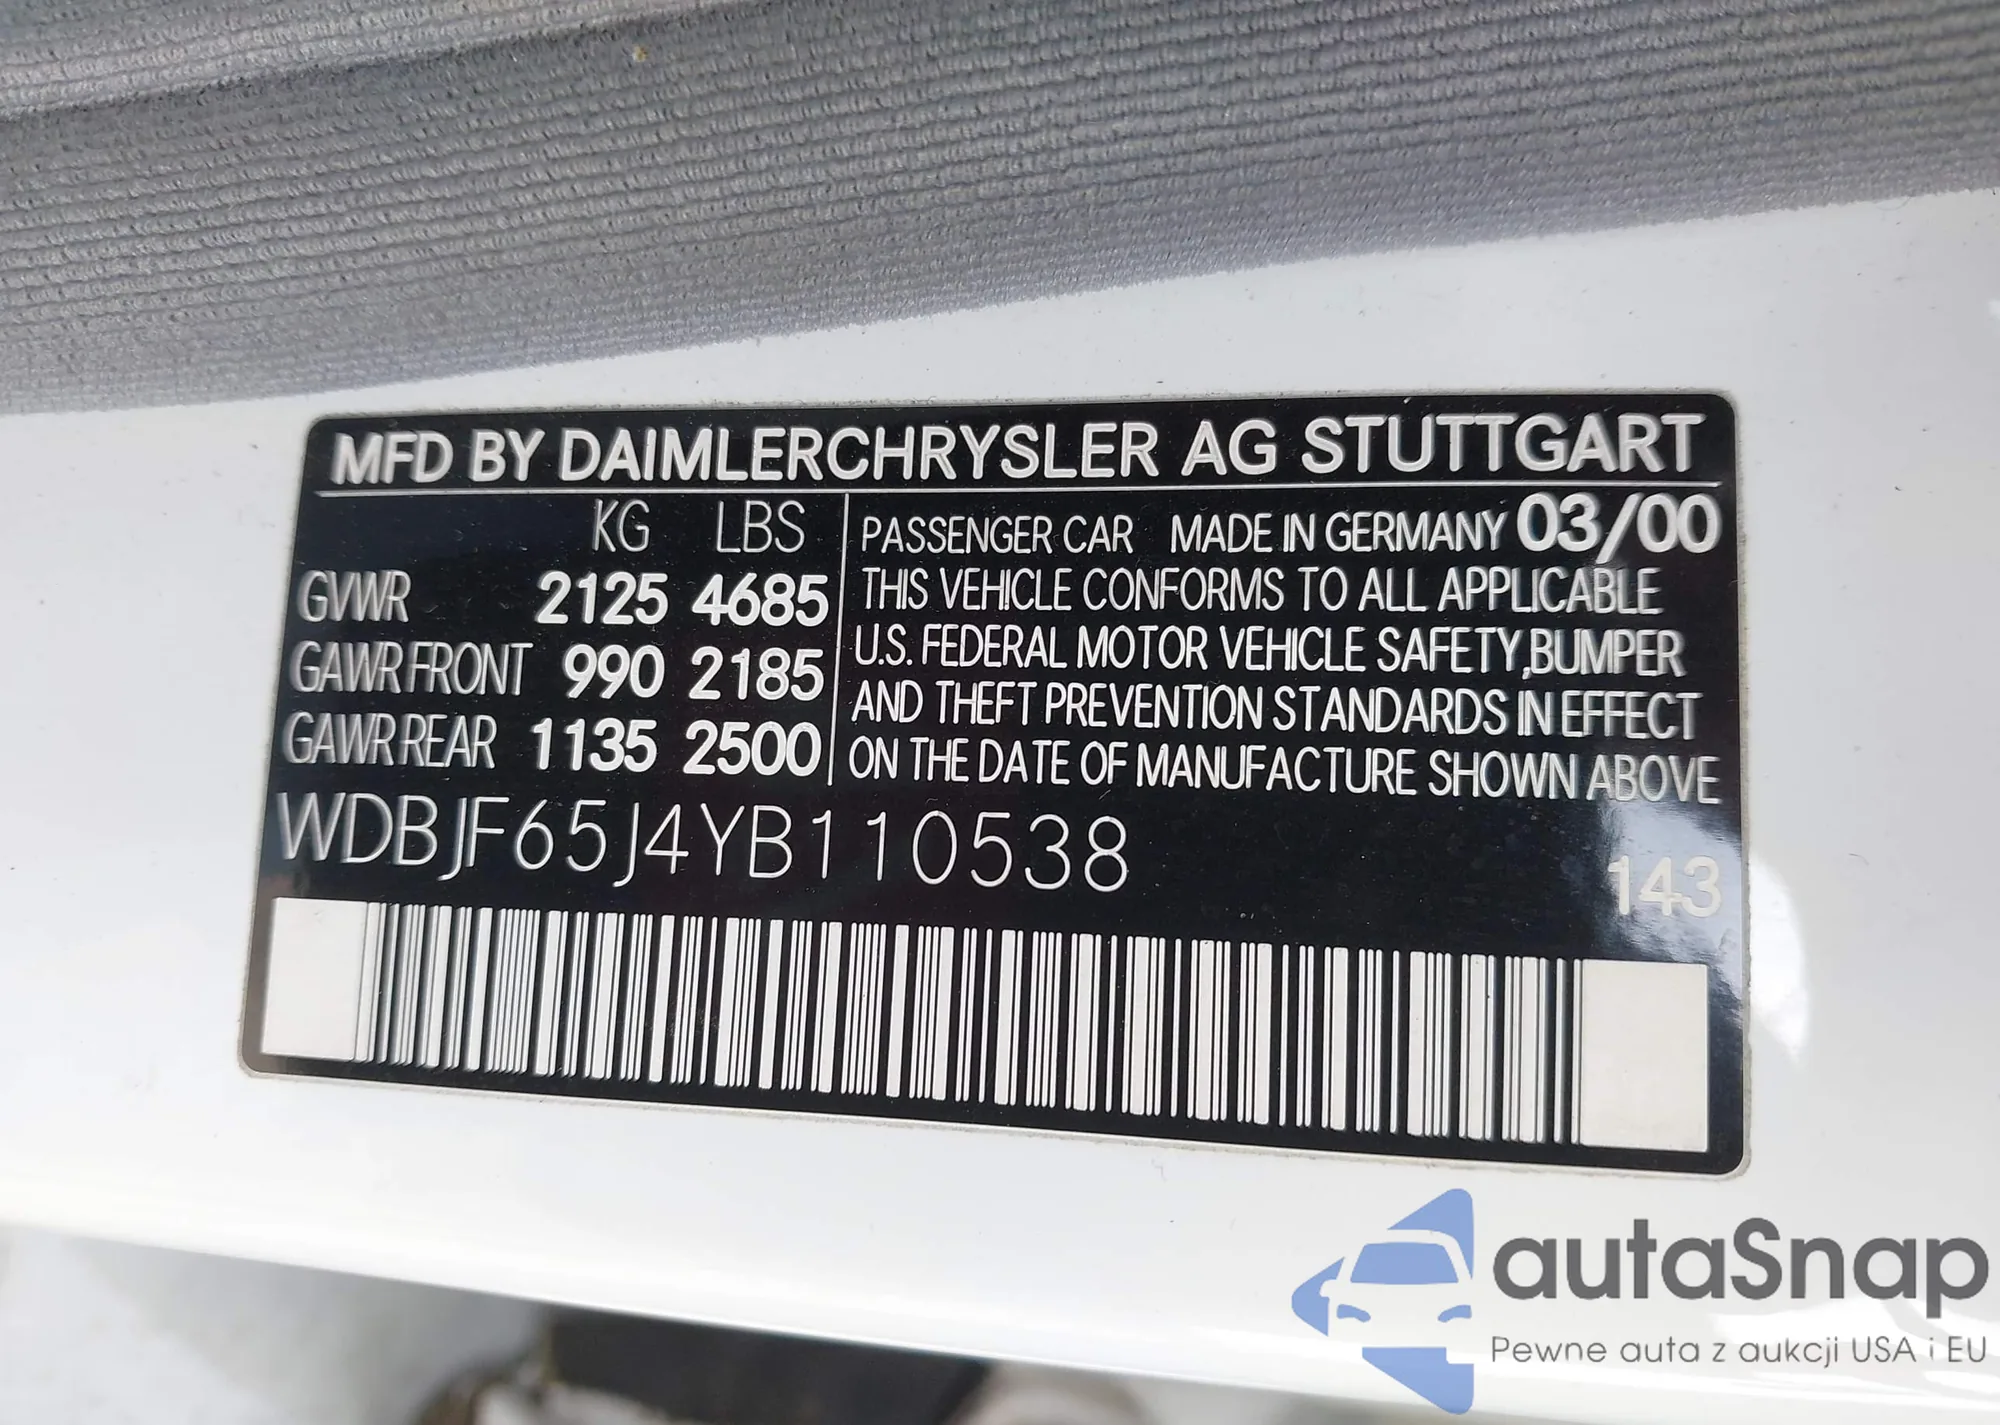 MFD BY DAIMLERCHRYSLER AG STUTTGART
KG LBS
GVWR 2125 4685
GAWR FRONT 990 2185
GAWR REAR 1135 2500
PASSENGER CAR MADE IN GERMANY 03/00
THIS VEHICLE CONFORMS TO ALL APPLICABLE
U.S. FEDERAL MOTOR VEHICLE SAFETY,BUMPER
AND THEFT PREVENTION STANDARDS IN EFFECT
ON THE DATE OF MANUFACTURE SHOWN ABOVE
WDBJF65J4YB110538
143
autaSnap
Pewne auta z aukcji USA i EU